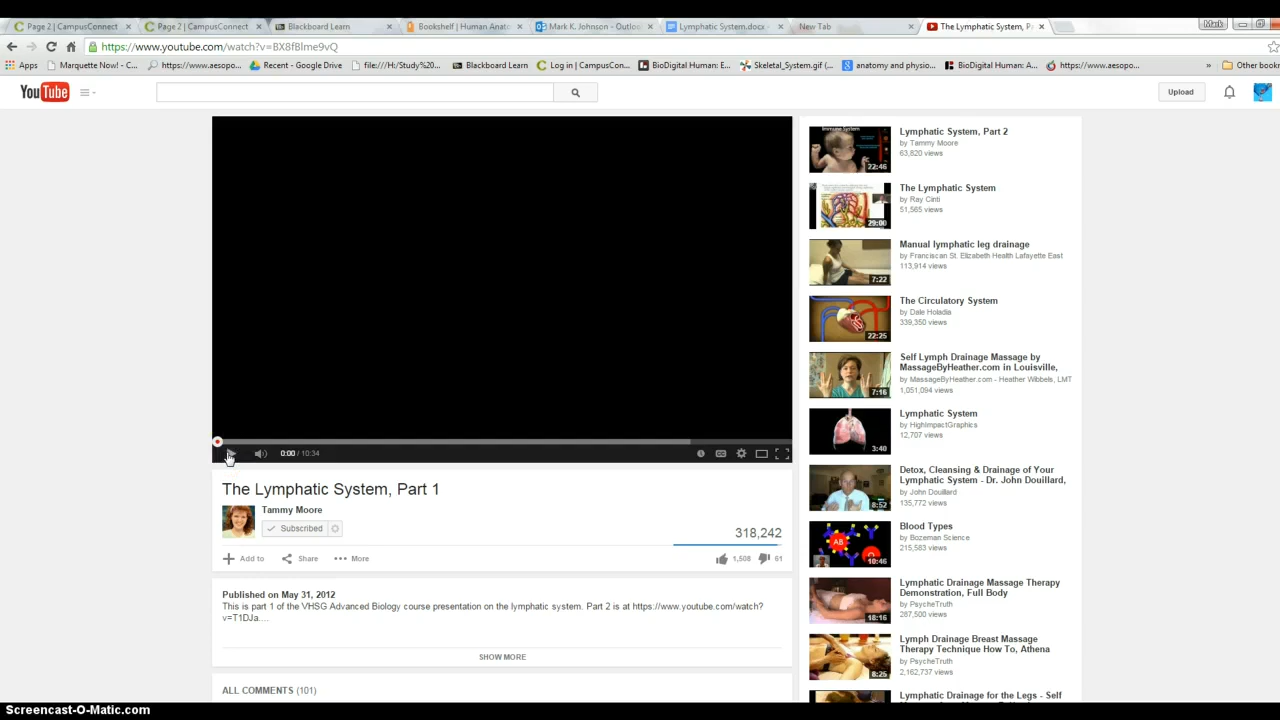 Page 2 | CampusConnect
Page 2 | CampusConnect
Blackboard Learn
Bookshelf | Human Anato
Mark K. Johnson - Outloo
Lymphatic System.docx -
New Tab
The Lymphatic System, P
Mark
https://www.youtube.com/watch?v=BX8fBlme9vQ
Apps
Marquette Now! - C...
https://www.aesopo...
Recent - Google Drive
file:///H:/Study%20...
Blackboard Learn
Log in | CampusCon...
BioDigital Human: E...
Skeletal_System.gif (...
anatomy and physio...
BioDigital Human: A...
https://www.aesopo...
»
Other book
YouTube
Upload
0:00 / 10:34
The Lymphatic System, Part 1
Tammy Moore
Subscribed
318,242
Add to
Share
More
1,508
61
Published on May 31, 2012
This is part 1 of the VHSG Advanced Biology course presentation on the lymphatic system. Part 2 is at https://www.youtube.com/watch?
v=T1DJa....
SHOW MORE
ALL COMMENTS (101)
Immune System
22:46
Lymphatic System, Part 2
by Tammy Moore
63,820 views
29:00
The Lymphatic System
by Ray Cinti
51,565 views
7:22
Manual lymphatic leg drainage
by Franciscan St. Elizabeth Health Lafayette East
113,914 views
22:25
The Circulatory System
by Dale Holadia
339,350 views
7:16
Self Lymph Drainage Massage by
MassageByHeather.com in Louisville,
by MassageByHeather.com - Heather Wibbels, LMT
1,051,094 views
3:40
Lymphatic System
by HighImpactGraphics
12,707 views
8:52
Detox, Cleansing & Drainage of Your
Lymphatic System - Dr. John Douillard,
by John Douillard
135,772 views
AB
O
10:46
Blood Types
by Bozeman Science
215,583 views
18:16
Lymphatic Drainage Massage Therapy
Demonstration, Full Body
by PsycheTruth
287,500 views
8:25
Lymph Drainage Breast Massage
Therapy Technique How To, Athena
by PsycheTruth
2,162,737 views
Lymphatic Drainage for the Legs - Self
Screencast-O-Matic.com